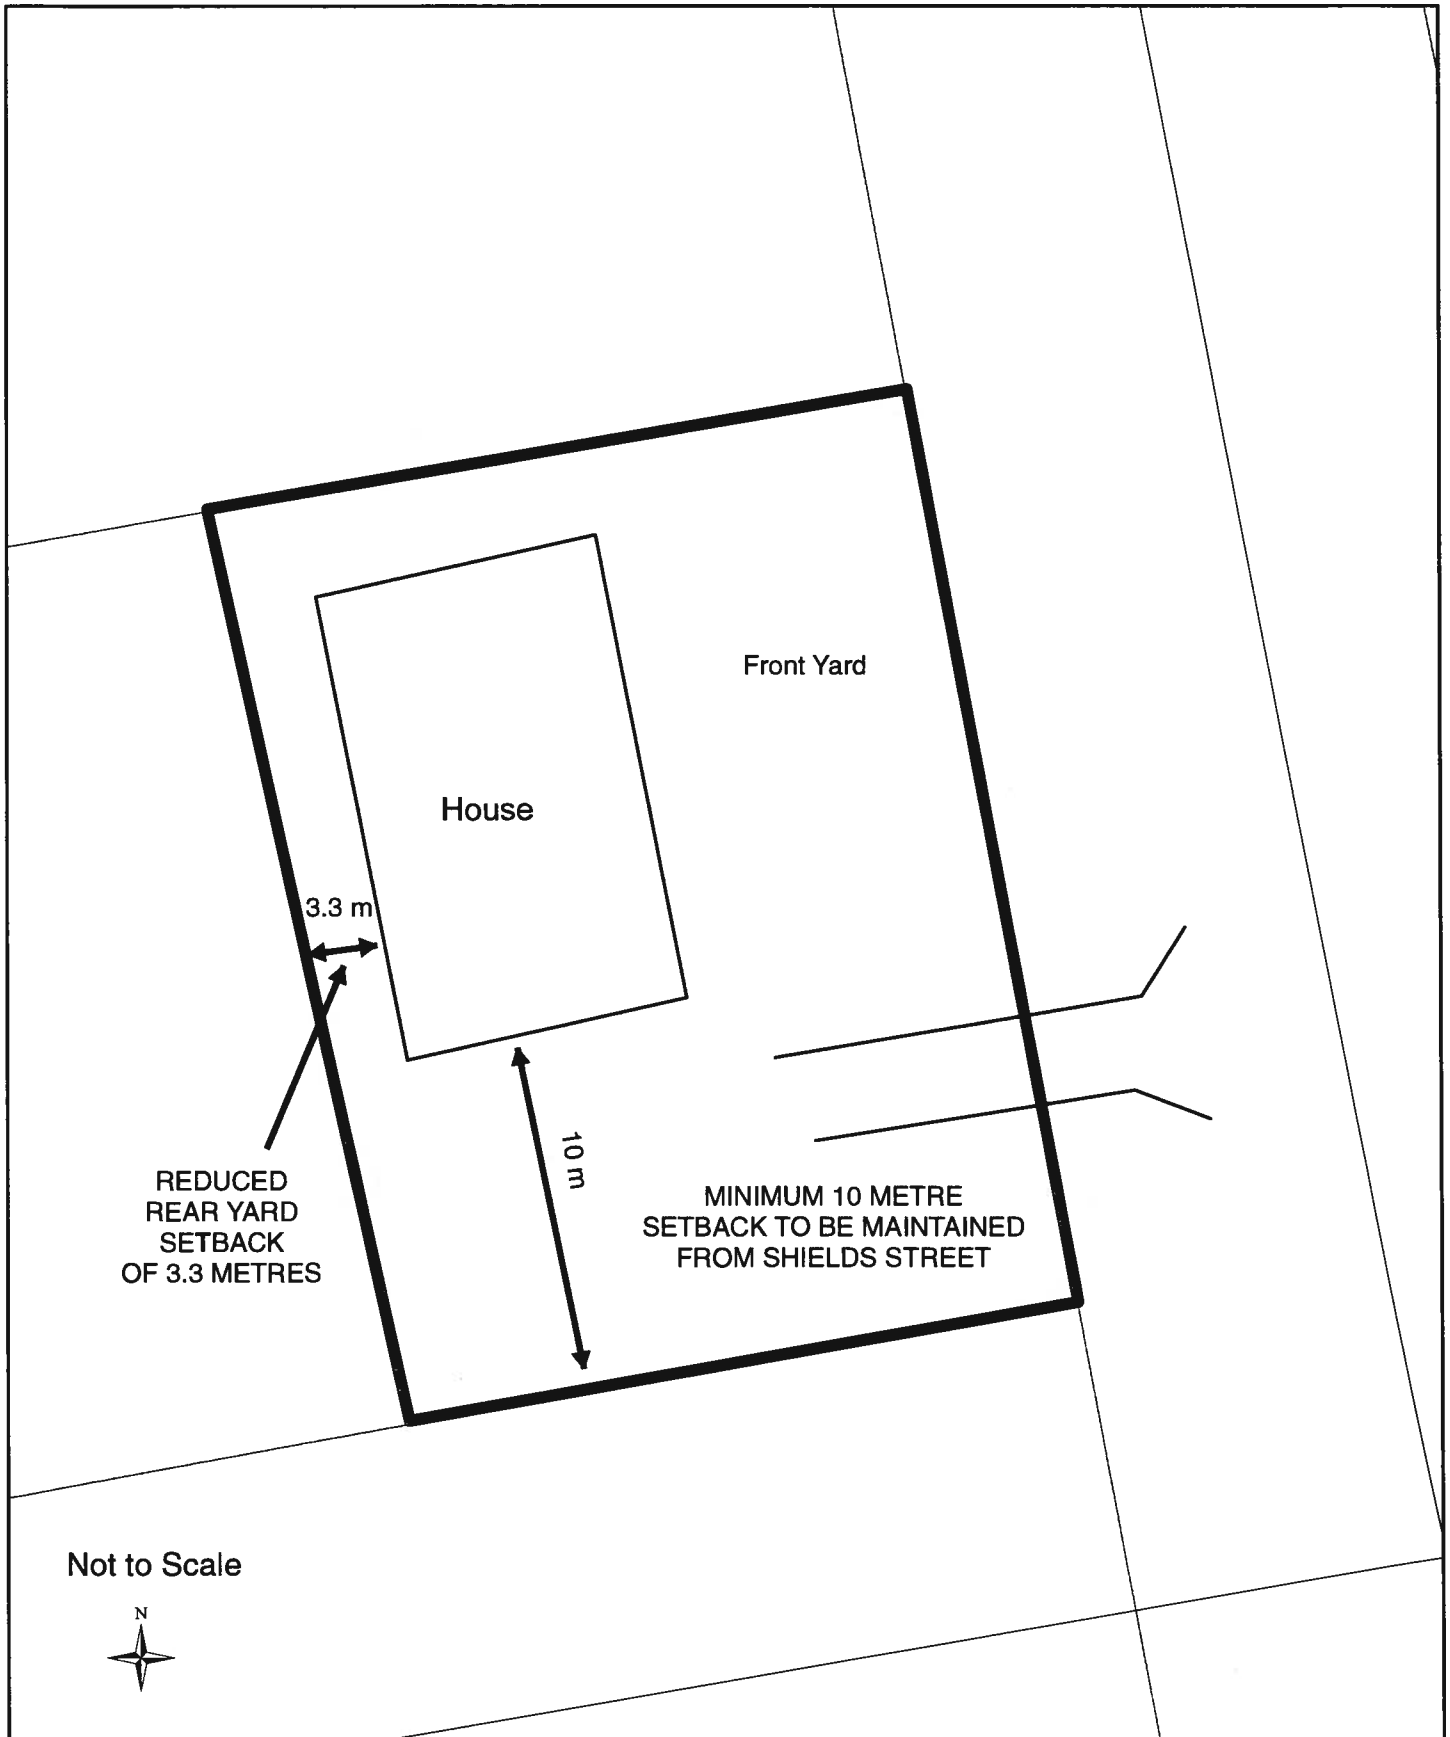 Front Yard
House
3.3 m
10 m
REDUCED
REAR YARD
SETBACK
OF 3.3 METRES
MINIMUM 10 METRE
SETBACK TO BE MAINTAINED
FROM SHIELDS STREET
Not to Scale
N